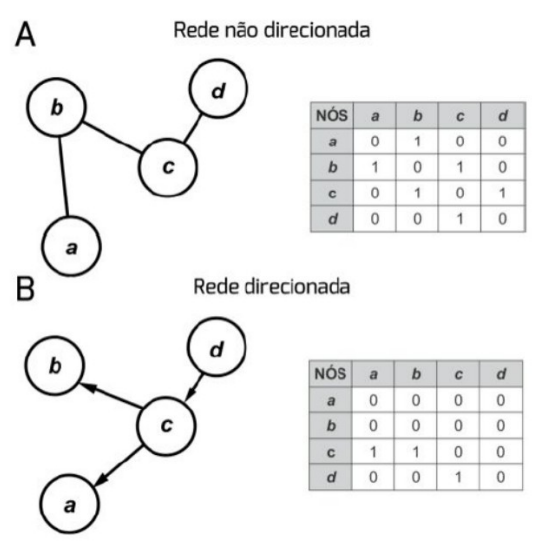 A
Rede não direcionada
b
d
c
a
NÓS a b c d
a 0 1 0 0
b 1 0 1 0
c 0 1 0 1
d 0 0 1 0
B
Rede direcionada
b
d
c
a
NÓS a b c d
a 0 0 0 0
b 0 0 0 0
c 1 1 0 0
d 0 0 1 0